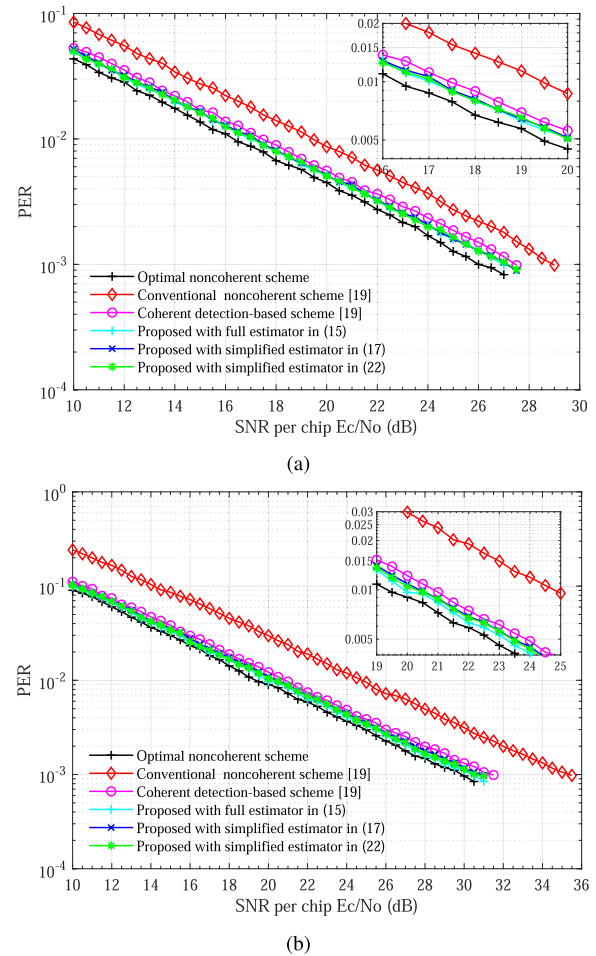 10^-1
10^-2
10^-3
10^-4
PER
0.02
0.015
0.01
0.005
16 17 18 19 20
Optimal noncoherent scheme
Conventional noncoherent scheme [19]
Coherent detection-based scheme [19]
Proposed with full estimator in (15)
Proposed with simplified estimator in (17)
Proposed with simplified estimator in (22)
10 12 14 16 18 20 22 24 26 28 30
SNR per chip Ec/No (dB)
(a)
10^0
10^-1
10^-2
10^-3
10^-4
PER
0.03
0.025
0.02
0.015
0.01
0.005
19 20 21 22 23 24 25
Optimal noncoherent scheme
Conventional noncoherent scheme [19]
Coherent detection-based scheme [19]
Proposed with full estimator in (15)
Proposed with simplified estimator in (17)
Proposed with simplified estimator in (22)
10 12 14 16 18 20 22 24 26 28 30 32 34 36
SNR per chip Ec/No (dB)
(b)